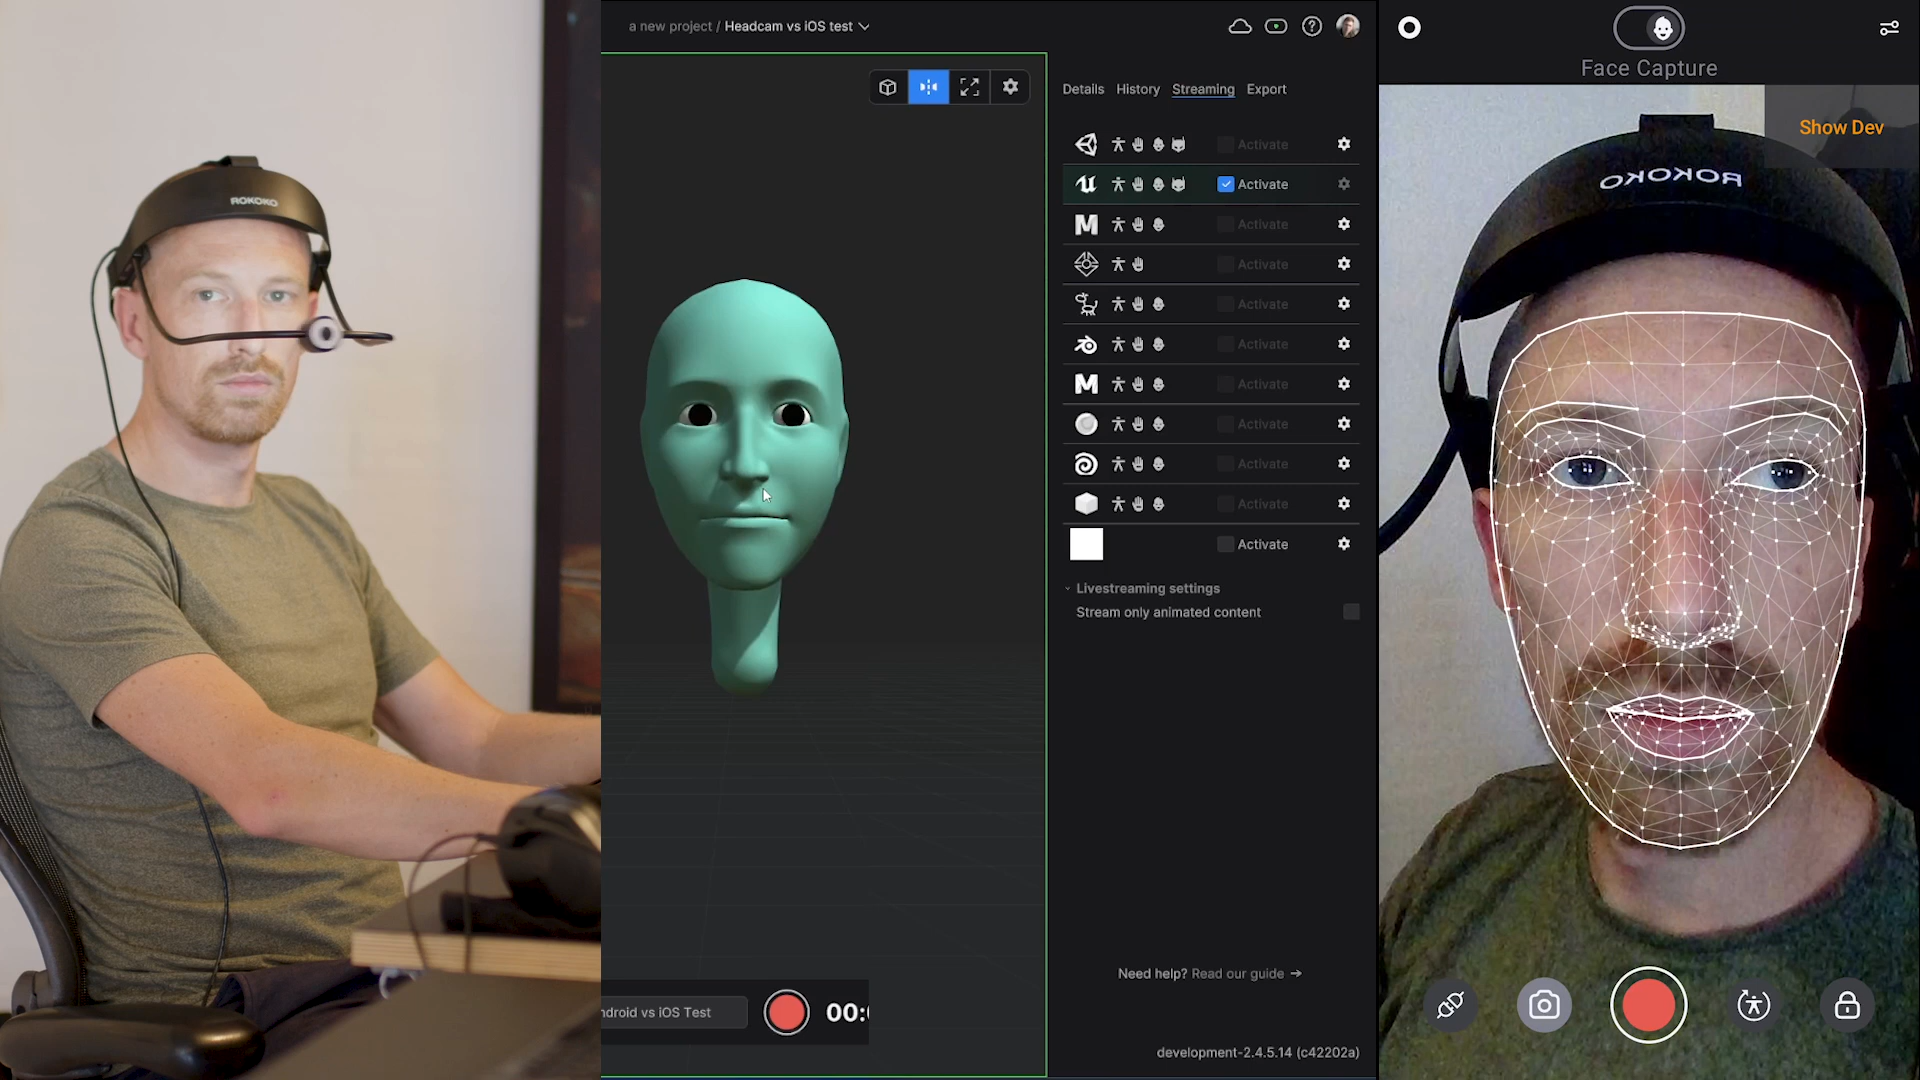 ROKOKO
a new project / Headcam vs iOS test
Details History Streaming Export
Activate
Activate
Activate
Activate
Activate
Activate
Activate
Activate
Activate
Activate
Activate
Livestreaming settings
Stream only animated content
Need help? Read our guide →
ndroid vs iOS Test
00:
development-2.4.5.14 (c42202a)
Face Capture
Show Dev
ROKOKO